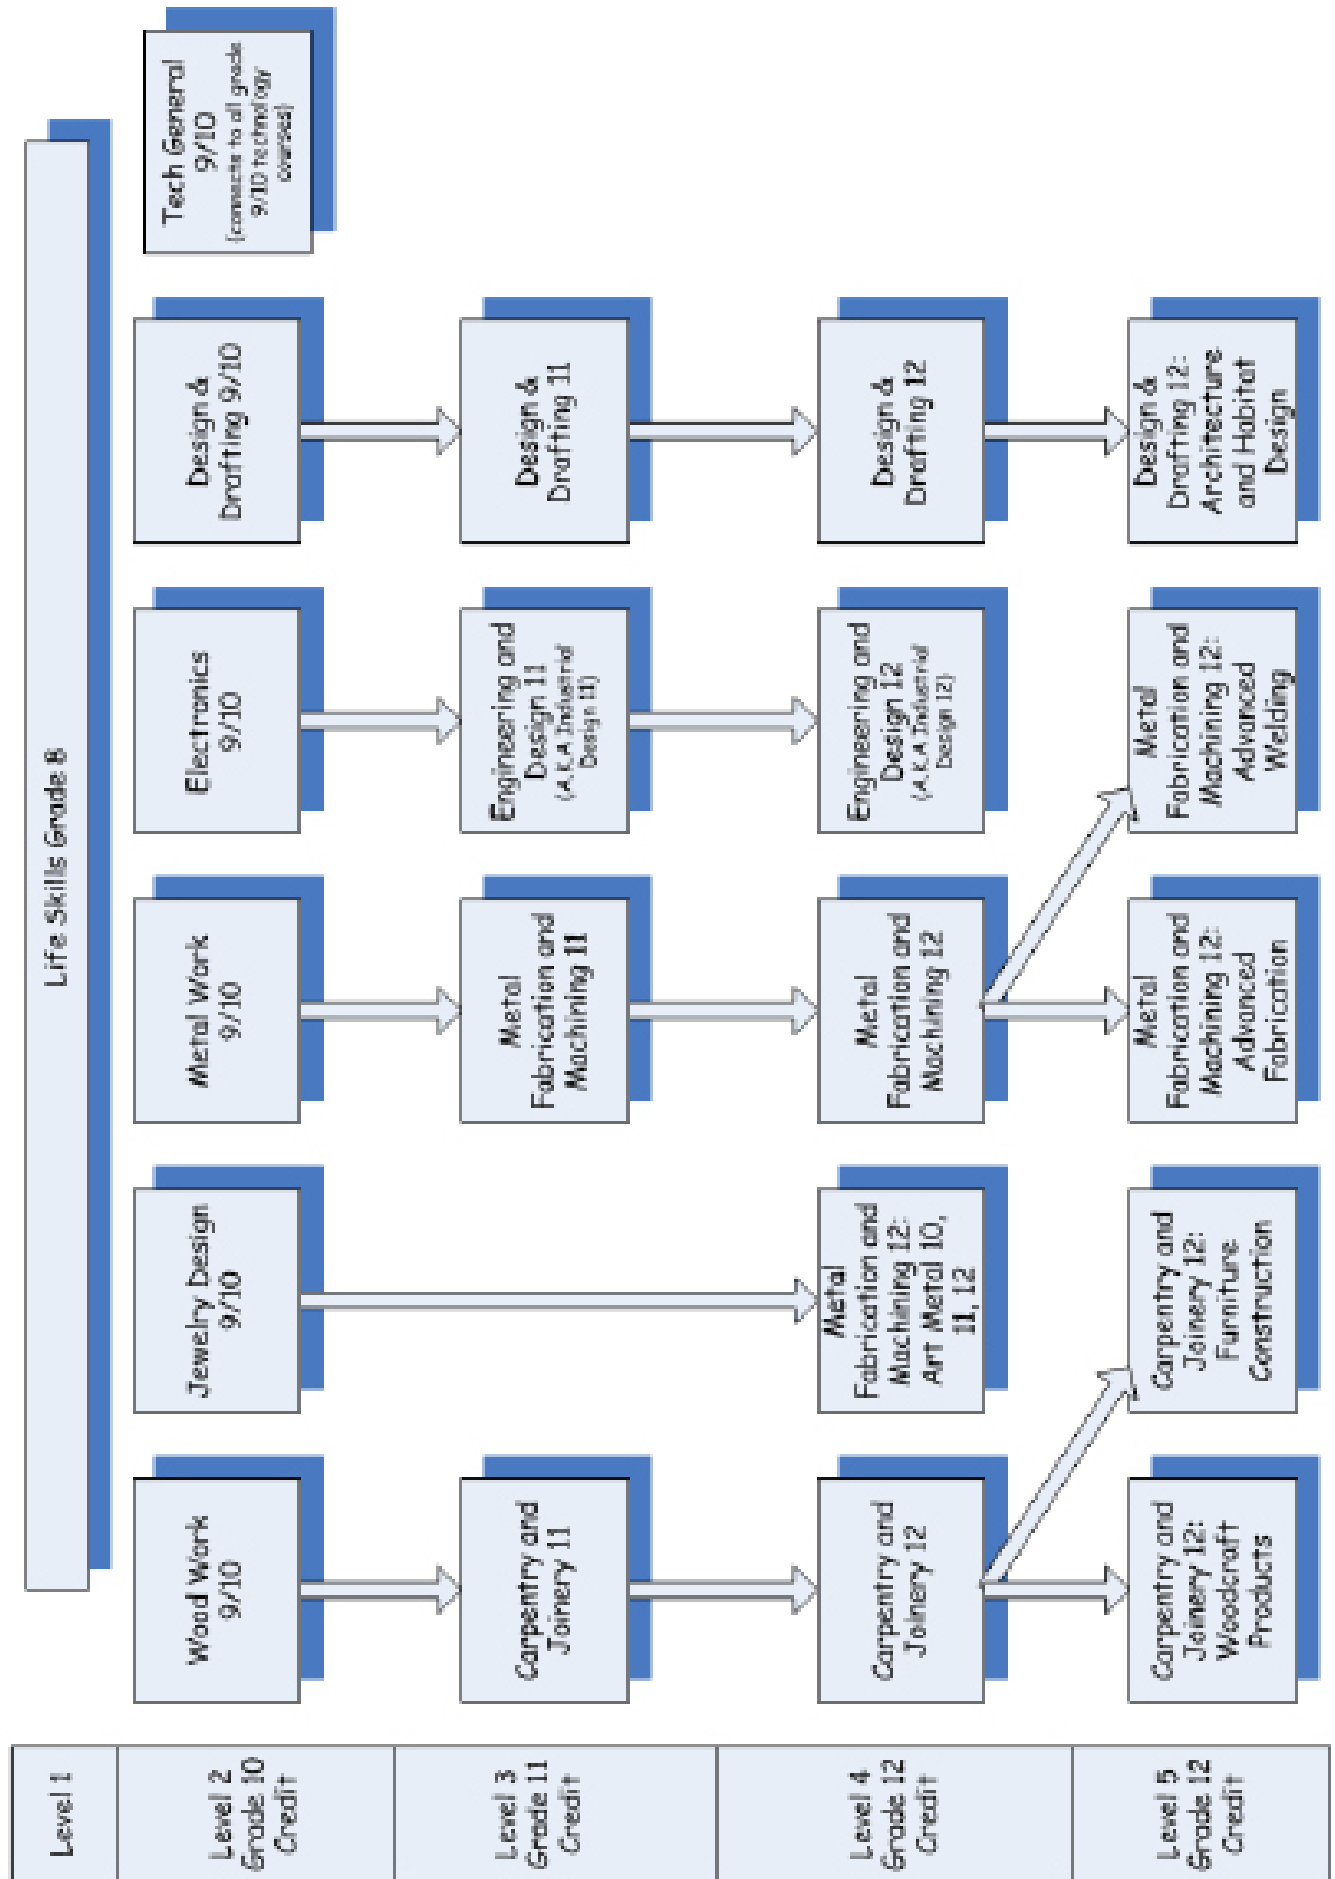 Level 1
Life Skills Grade 8
Level 2
Grade 10
Credit
Wood Work
9/10
Jewelry Design
9/10
Metal Work
9/10
Electronics
9/10
Design &
Drafting 9/10
Tech General
9/10
(connects to all grade
9/10 technology
courses)
Level 3
Grade 11
Credit
Carpentry and
Joinery 11
Metal
Fabrication and
Machining 11
Engineering and
Design 11
(A.K.A Industrial
Design 11)
Design &
Drafting 11
Level 4
Grade 12
Credit
Carpentry and
Joinery 12
Metal
Fabrication and
Machining 12:
Art Metal 10,
11, 12
Metal
Fabrication and
Machining 12
Engineering and
Design 12
(A.K.A Industrial
Design 12)
Design &
Drafting 12
Level 5
Grade 12
Credit
Carpentry and
Joinery 12:
Woodcraft
Products
Carpentry and
Joinery 12:
Furniture
Construction
Metal
Fabrication and
Machining 12:
Advanced
Fabrication
Metal
Fabrication and
Machining 12:
Advanced
Welding
Design &
Drafting 12:
Architecture
and Habitat
Design